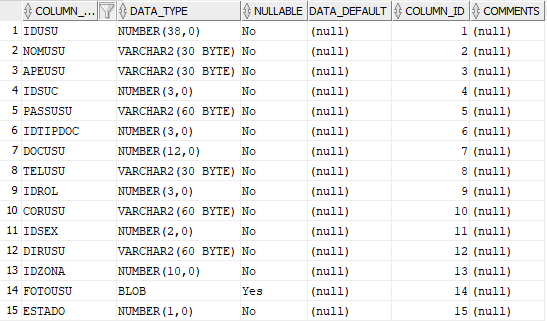 COLUMN_... DATA_TYPE NULLABLE DATA_DEFAULT COLUMN_ID COMMENTS
1 IDUSU NUMBER(38,0) No (null) 1 (null)
2 NOMUSU VARCHAR2(30 BYTE) No (null) 2 (null)
3 APEUSU VARCHAR2(30 BYTE) No (null) 3 (null)
4 IDSUC NUMBER(3,0) No (null) 4 (null)
5 PASSUSU VARCHAR2(60 BYTE) No (null) 5 (null)
6 IDTIPDOC NUMBER(3,0) No (null) 6 (null)
7 DOCUSU NUMBER(12,0) No (null) 7 (null)
8 TELUSU VARCHAR2(30 BYTE) No (null) 8 (null)
9 IDROL NUMBER(3,0) No (null) 9 (null)
10 CORUSU VARCHAR2(60 BYTE) No (null) 10 (null)
11 IDSEX NUMBER(2,0) No (null) 11 (null)
12 DIRUSU VARCHAR2(60 BYTE) No (null) 12 (null)
13 IDZONA NUMBER(10,0) No (null) 13 (null)
14 FOTOUSU BLOB Yes (null) 14 (null)
15 ESTADO NUMBER(1,0) No (null) 15 (null)